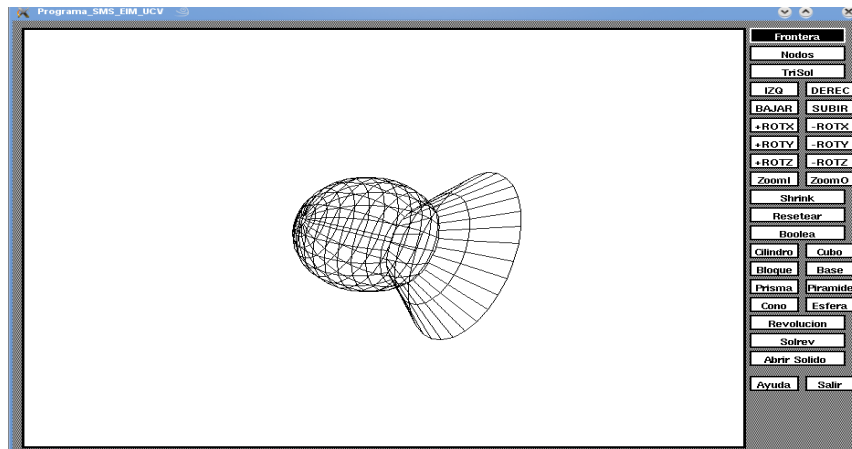 Programa_SMS_EIM_UCV
Frontera
Nodos
TriSol
IZQ DEREC
BAJAR SUBIR
+ROTX -ROTX
+ROTY -ROTY
+ROTZ -ROTZ
ZoomI ZoomO
Shrink
Resetear
Boolea
Cilindro Cubo
Bloque Base
Prisma Piramide
Cono Esfera
Revolucion
Solrev
Abrir Solido
Ayuda Salir